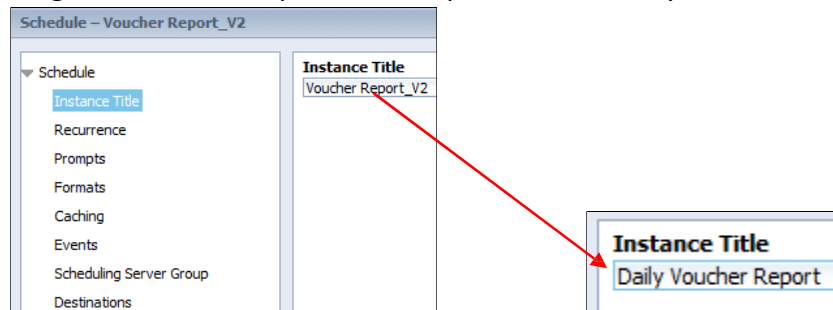 Schedule – Voucher Report_V2
Schedule
Instance Title
Recurrence
Prompts
Formats
Caching
Events
Scheduling Server Group
Destinations
Instance Title
Voucher Report_V2
Instance Title
Daily Voucher Report